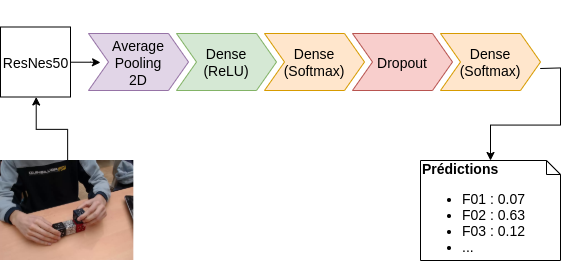 ResNes50
Average
Pooling
2D
Dense
(ReLU)
Dense
(Softmax)
Dropout
Dense
(Softmax)
Prédictions
F01 : 0.07
F02 : 0.63
F03 : 0.12
...